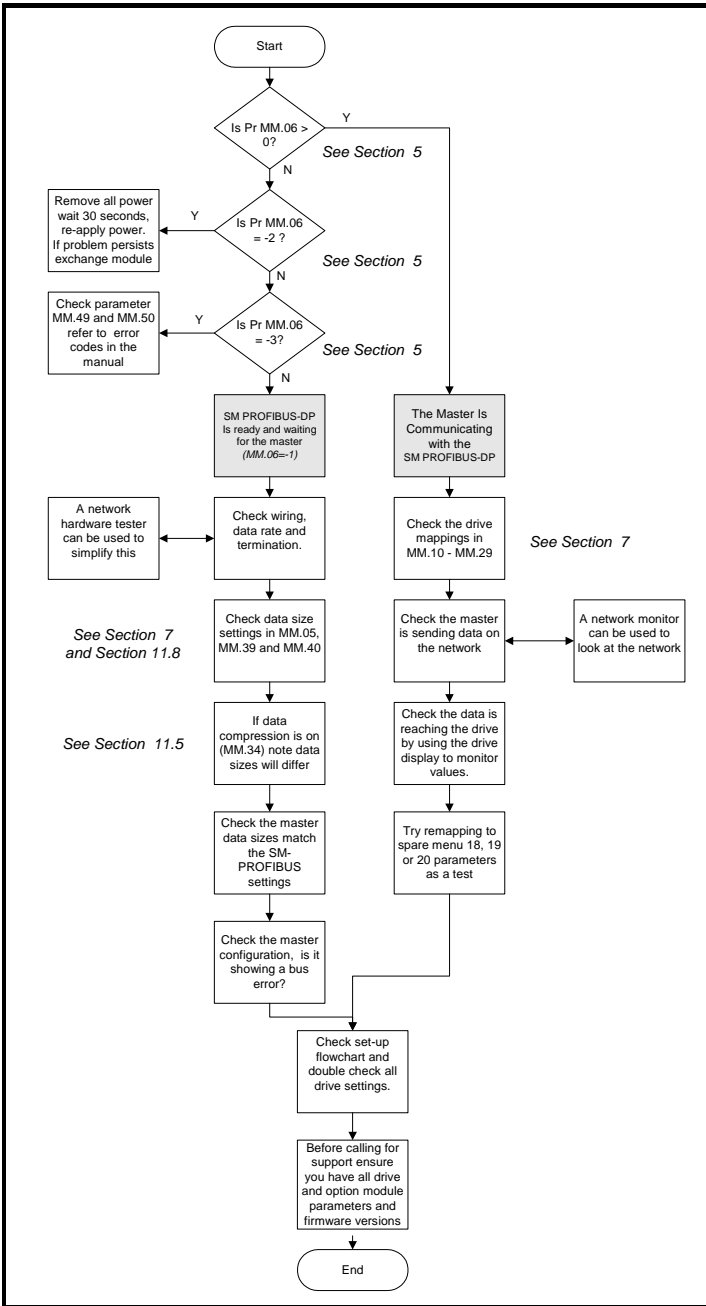 Start
Is Pr MM.06 >
0?
Y
See Section 5
N
Remove all power
wait 30 seconds,
re-apply power.
If problem persists
exchange module
Y
Is Pr MM.06
= -2 ?
See Section 5
N
Check parameter
MM.49 and MM.50
refer to error
codes in the
manual
Y
Is Pr MM.06
= -3?
See Section 5
N
SM PROFIBUS-DP
Is ready and waiting
for the master
(MM.06=-1)
The Master Is
Communicating
with the
SM PROFIBUS-DP
A network
hardware tester
can be used to
simplify this
Check wiring,
data rate and
termination.
Check the drive
mappings in
MM.10 - MM.29
See Section 7
See Section 7
and Section 11.8
Check data size
settings in MM.05,
MM.39 and MM.40
Check the master
is sending data on
the network
A network monitor
can be used to
look at the network
See Section 11.5
If data
compression is on
(MM.34) note data
sizes will differ
Check the data is
reaching the drive
by using the drive
display to monitor
values.
Check the master
data sizes match
the SM-
PROFIBUS
settings
Try remapping to
spare menu 18, 19
or 20 parameters
as a test
Check the master
configuration, is it
showing a bus
error?
Check set-up
flowchart and
double check all
drive settings.
Before calling for
support ensure
you have all drive
and option module
parameters and
firmware versions
End